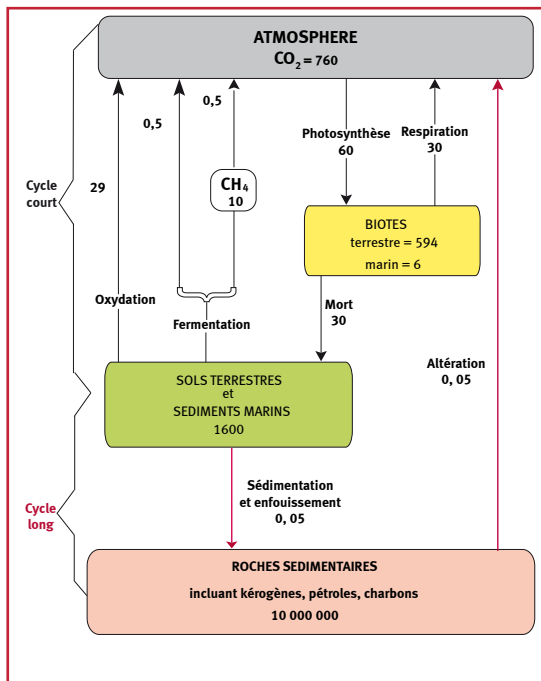 ATMOSPHERE
CO₂ = 760
0,5
0,5
Photosynthèse
60
Respiration
30
Cycle
court
29
CH₄
10
BIOTES
terrestre = 594
marin = 6
Oxydation
Fermentation
Mort
30
Altération
0, 05
SOLS TERRESTRES
et
SEDIMENTS MARINS
1600
Sédimentation
et enfouissement
0, 05
Cycle
long
ROCHES SEDIMENTAIRES
incluant kérogènes, pétroles, charbons
10 000 000